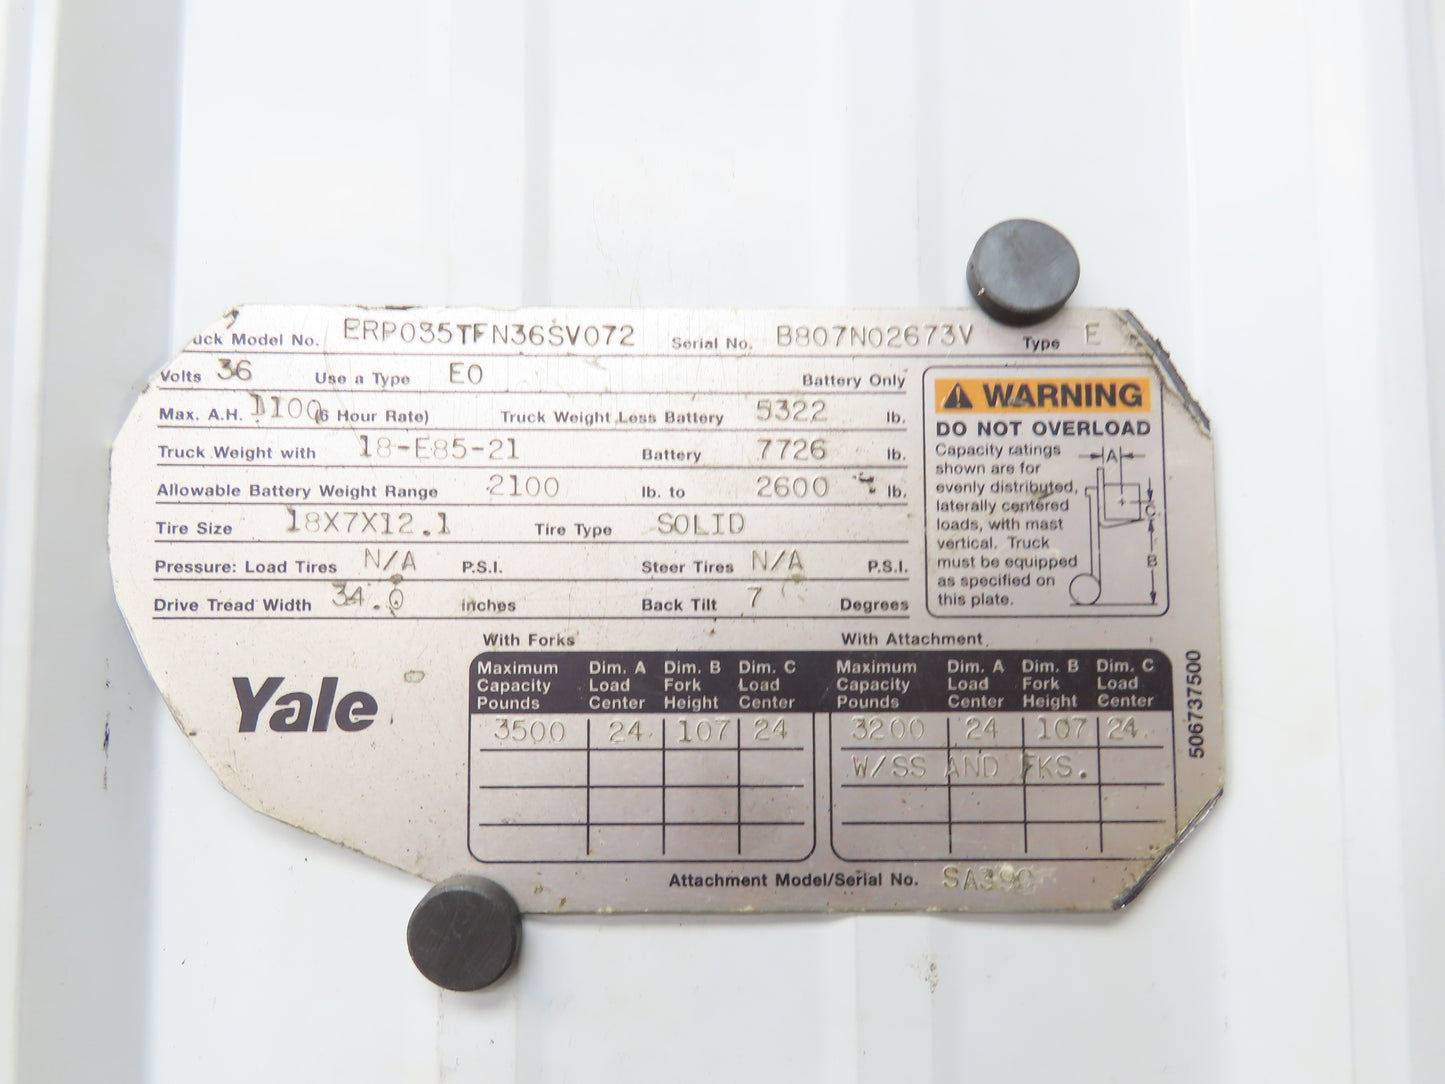 uck Model No. ERP035TFN36SV072 Serial No. B807N02673V Type E
Volts 36 Use a Type EO Battery Only
Max. A.H. 1100 (6 Hour Rate) Truck Weight Less Battery 5322 lb.
Truck Weight with 18-E85-21 Battery 7726 lb.
Allowable Battery Weight Range 2100 lb. to 2600 lb.
Tire Size 18X7X12.1 Tire Type SOLID
Pressure: Load Tires N/A P.S.I. Steer Tires N/A P.S.I.
Drive Tread Width 34.0 inches Back Tilt 7 Degrees
WARNING
DO NOT OVERLOAD
Capacity ratings
shown are for
evenly distributed,
laterally centered
loads, with mast
vertical. Truck
must be equipped
as specified on
this plate.
A
C
B
Yale
With Forks
Maximum Dim. A Dim. B Dim. C
Capacity Load Fork Load
Pounds Center Height Center
3500 24 107 24
With Attachment
Maximum Dim. A Dim. B Dim. C
Capacity Load Fork Load
Pounds Center Height Center
3200 24 107 24
W/SS AND FKS.
Attachment Model/Serial No. SA390
506737500